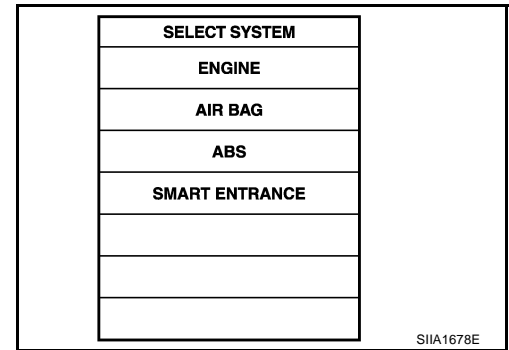 SELECT SYSTEM
ENGINE
AIR BAG
ABS
SMART ENTRANCE
SIIA1678E